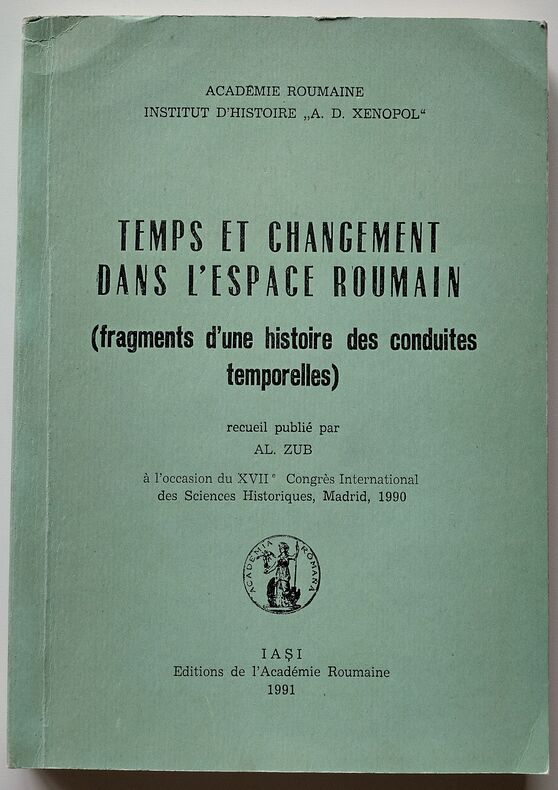 ACADÉMIE ROUMAINE
INSTITUT D'HISTOIRE „A. D. XENOPOL“
TEMPS ET CHANGEMENT
DANS L'ESPACE ROUMAIN
(fragments d'une histoire des conduites
temporelles)
recueil publié par
AL. ZUB
à l'occasion du XVIIᵉ Congrès International
des Sciences Historiques, Madrid, 1990
ACADEMIA ROMANA
IAȘI
Editions de l'Académie Roumaine
1991